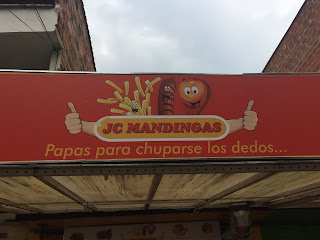 JC MANDINGAS
Papas para chuparse los dedos...